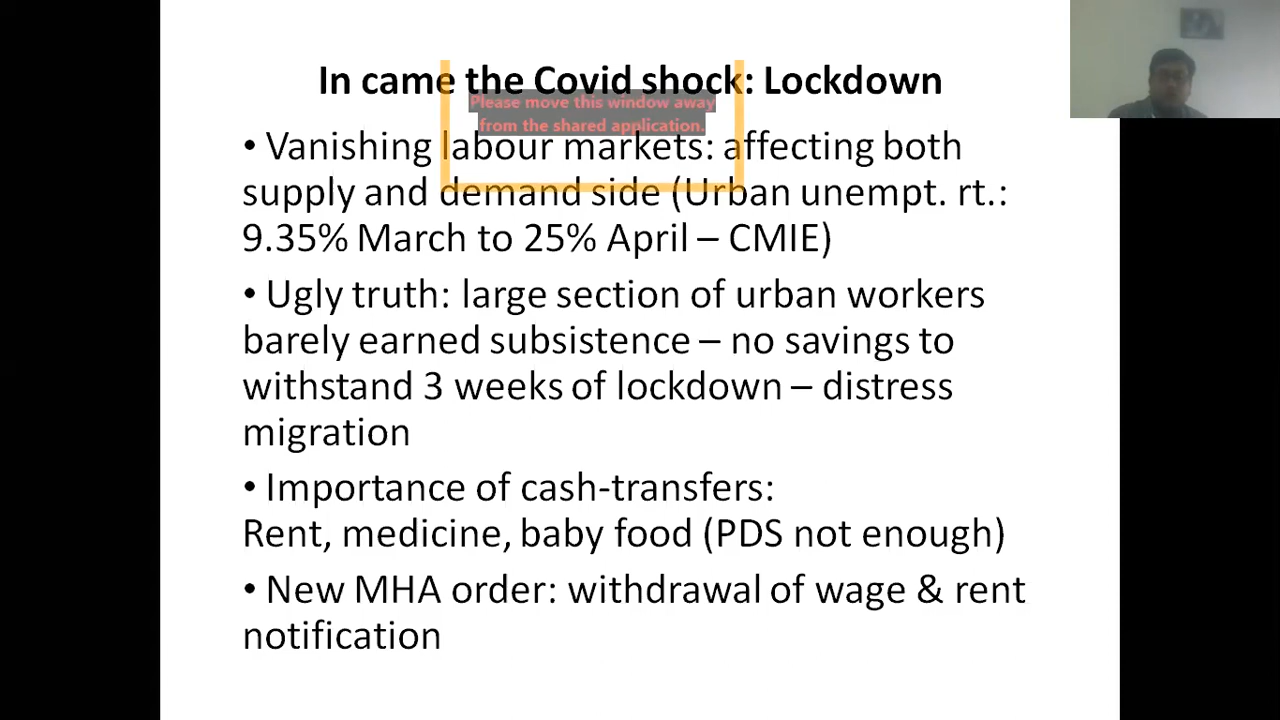 In came the Covid shock: Lockdown
Please move this window away
from the shared application.
• Vanishing labour markets: affecting both
supply and demand side (Urban unempt. rt.:
9.35% March to 25% April – CMIE)
• Ugly truth: large section of urban workers
barely earned subsistence – no savings to
withstand 3 weeks of lockdown – distress
migration
• Importance of cash-transfers:
Rent, medicine, baby food (PDS not enough)
• New MHA order: withdrawal of wage & rent
notification